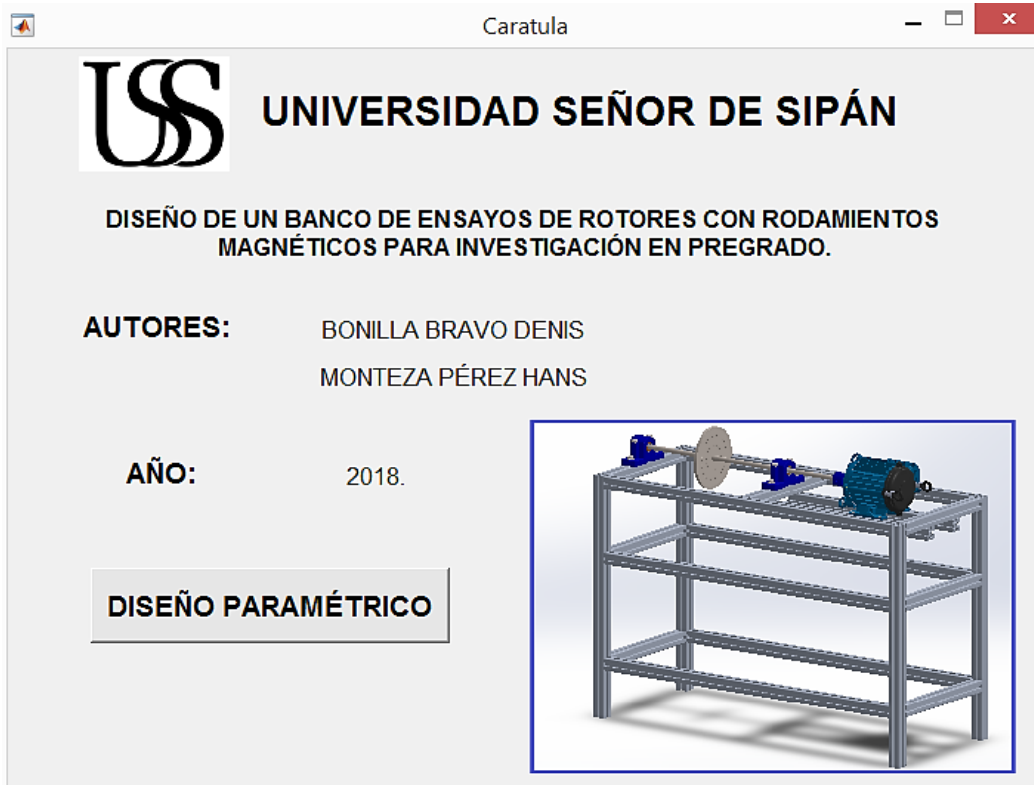 Caratula
USS
UNIVERSIDAD SEÑOR DE SIPÁN
DISEÑO DE UN BANCO DE ENSAYOS DE ROTORES CON RODAMIENTOS
MAGNÉTICOS PARA INVESTIGACIÓN EN PREGRADO.
AUTORES:
BONILLA BRAVO DENIS
MONTEZA PÉREZ HANS
AÑO:
2018.
DISEÑO PARAMÉTRICO